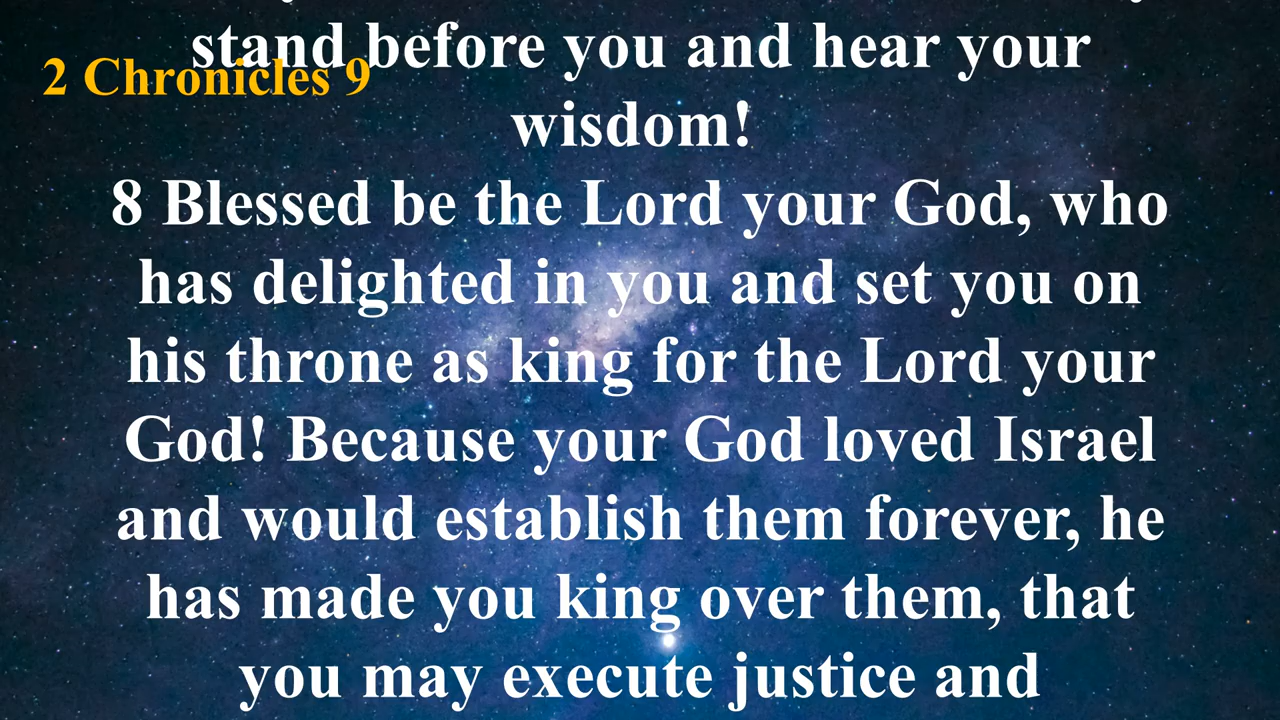 stand before you and hear your
2 Chronicles 9
wisdom!
8 Blessed be the Lord your God, who
has delighted in you and set you on
his throne as king for the Lord your
God! Because your God loved Israel
and would establish them forever, he
has made you king over them, that
you may execute justice and